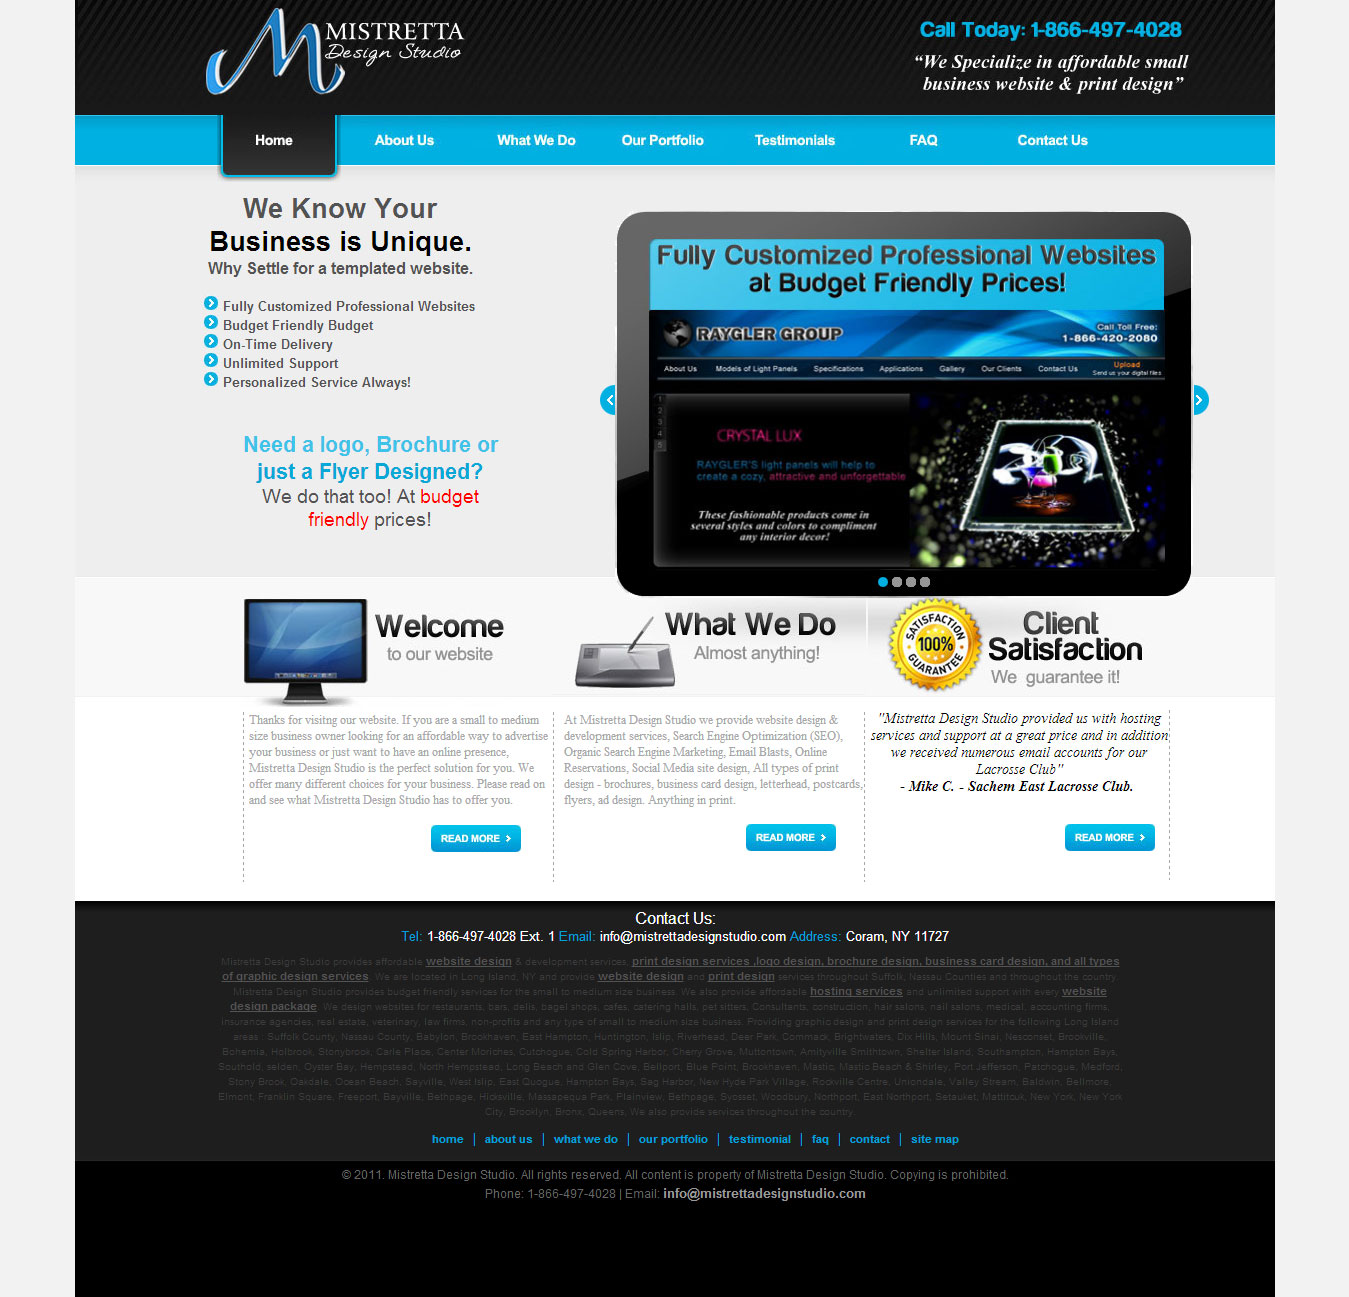 MISTRETTA
Design Studio
Call Today: 1-866-497-4028
“We Specialize in affordable small
business website & print design”
Home
About Us
What We Do
Our Portfolio
Testimonials
FAQ
Contact Us
We Know Your
Business is Unique.
Why Settle for a templated website.
Fully Customized Professional Websites
Budget Friendly Budget
On-Time Delivery
Unlimited Support
Personalized Service Always!
Need a logo, Brochure or
just a Flyer Designed?
We do that too! At budget
friendly prices!
Fully Customized Professional Websites
at Budget Friendly Prices!
RAYGLER GROUP
Call Toll Free:
1-866-420-2080
About Us
Models of Light Panels
Specifications
Applications
Gallery
Our Clients
Contact Us
Upload
Send us your digital files
1
2
3
4
5
CRYSTAL LUX
RAYGLER'S light panels will help to
create a cozy, attractive and unforgettable
These fashionable products come in
several styles and colors to compliment
any interior decor!
Welcome
to our website
What We Do
Almost anything!
SATISFACTION
100%
GUARANTEE
Client
Satisfaction
We guarantee it!
Thanks for visitng our website. If you are a small to medium
size business owner looking for an affordable way to advertise
your business or just want to have an online presence,
Mistretta Design Studio is the perfect solution for you. We
offer many different choices for your business. Please read on
and see what Mistretta Design Studio has to offer you.
READ MORE
At Mistretta Design Studio we provide website design &
development services, Search Engine Optimization (SEO),
Organic Search Engine Marketing, Email Blasts, Online
Reservations, Social Media site design, All types of print
design - brochures, business card design, letterhead, postcards,
flyers, ad design. Anything in print.
READ MORE
"Mistretta Design Studio provided us with hosting
services and support at a great price and in addition
we received numerous email accounts for our
Lacrosse Club"
- Mike C. - Sachem East Lacrosse Club.
READ MORE
Contact Us:
Tel: 1-866-497-4028 Ext. 1 Email: info@mistrettadesignstudio.com Address: Coram, NY 11727
Mistretta Design Studio provides affordable website design & development services, print design services ,logo design, brochure design, business card design, and all types
of graphic design services. We are located in Long Island, NY and provide website design and print design services throughout Suffolk, Nassau Counties and throughout the country.
Mistretta Design Studio provides budget friendly services for the small to medium size business. We also provide affordable hosting services and unlimited support with every website
design package. We design websites for restaurants, bars, delis, bagel shops, cafes, catering halls, pet sitters, Consultants, construction, hair salons, nail salons, medical, accounting firms,
insurance agencies, real estate, veterinary, law firms, non-profits and any type of small to medium size business. Providing graphic design and print design services for the following Long Island
areas : Suffolk County, Nassau County, Babylon, Brookhaven, East Hampton, Huntington, Islip, Riverhead, Deer Park, Commack, Brightwaters, Dix Hills, Mount Sinai, Nesconset, Brookville,
Bohemia, Holbrook, Stonybrook, Carle Place, Center Moriches, Cutchogue, Cold Spring Harbor, Cherry Grove, Muttontown, Amityville Smithtown, Shelter Island, Southampton, Hampton Bays,
Southold, selden, Oyster Bay, Hempstead, North Hempstead, Long Beach and Glen Cove, Bellport, Blue Point, Brookhaven, Mastic, Mastic Beach & Shirley, Port Jefferson, Patchogue, Medford,
Stony Brook, Oakdale, Ocean Beach, Sayville, West Islip, East Quogue, Hampton Bays, Sag Harbor, New Hyde Park Village, Rockville Centre, Uniondale, Valley Stream, Baldwin, Bellmore,
Elmont, Franklin Square, Freeport, Bayville, Bethpage, Hicksville, Massapequa Park, Plainview, Bethpage, Syosset, Woodbury, Northport, East Northport, Setauket, Mattituck, New York, New York
City, Brooklyn, Bronx, Queens, We also provide services throughout the country.
home | about us | what we do | our portfolio | testimonial | faq | contact | site map
© 2011. Mistretta Design Studio. All rights reserved. All content is property of Mistretta Design Studio. Copying is prohibited.
Phone: 1-866-497-4028 | Email: info@mistrettadesignstudio.com